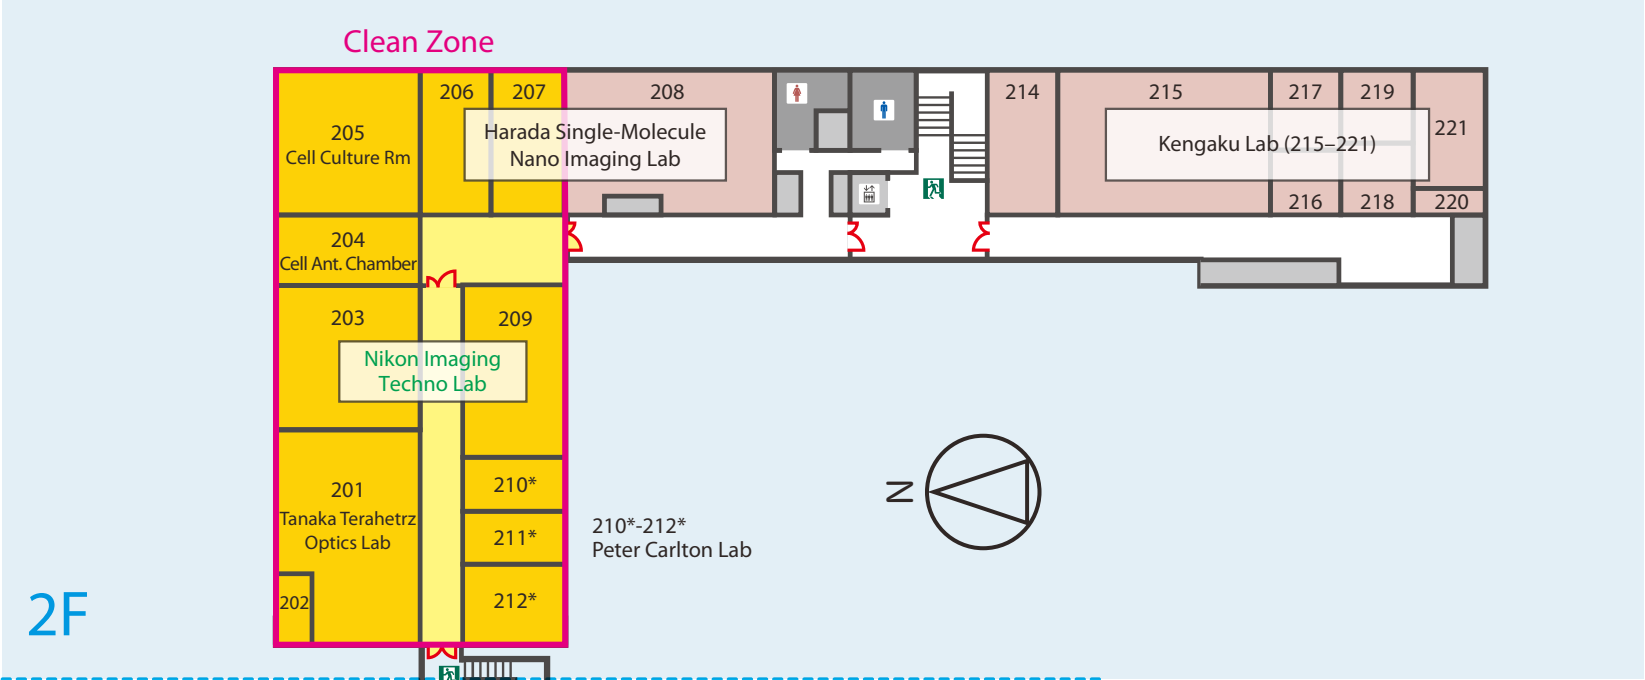 Clean Zone
206
207
208
214
215
217
219
205
Cell Culture Rm
Harada Single-Molecule
Nano Imaging Lab
Kengaku Lab (215–221)
221
216
218
220
204
Cell Ant. Chamber
203
209
Nikon Imaging
Techno Lab
201
Tanaka Terahetrz
Optics Lab
210*
211*
210*-212*
Peter Carlton Lab
N
202
212*
2F